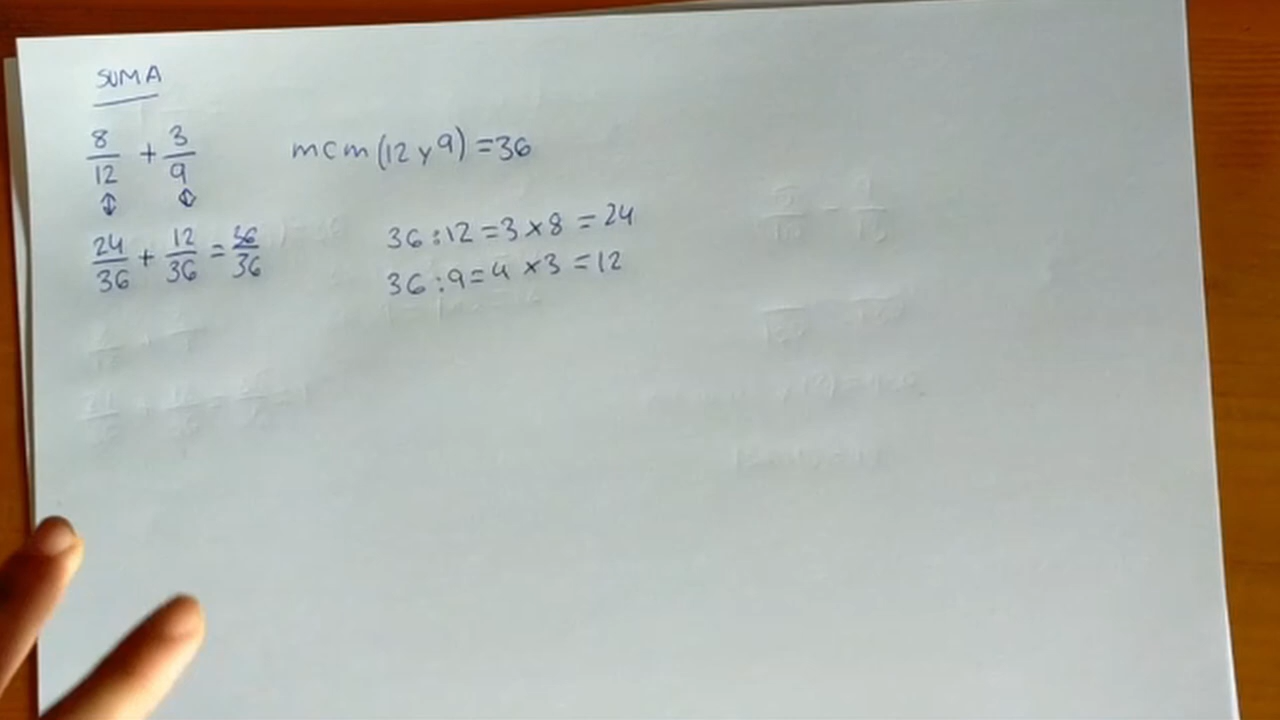 SUMA
8/12 + 3/9
mcm (12 y 9) = 36
24/36 + 12/36 = 36/36
36 : 12 = 3 x 8 = 24
36 : 9 = 4 x 3 = 12